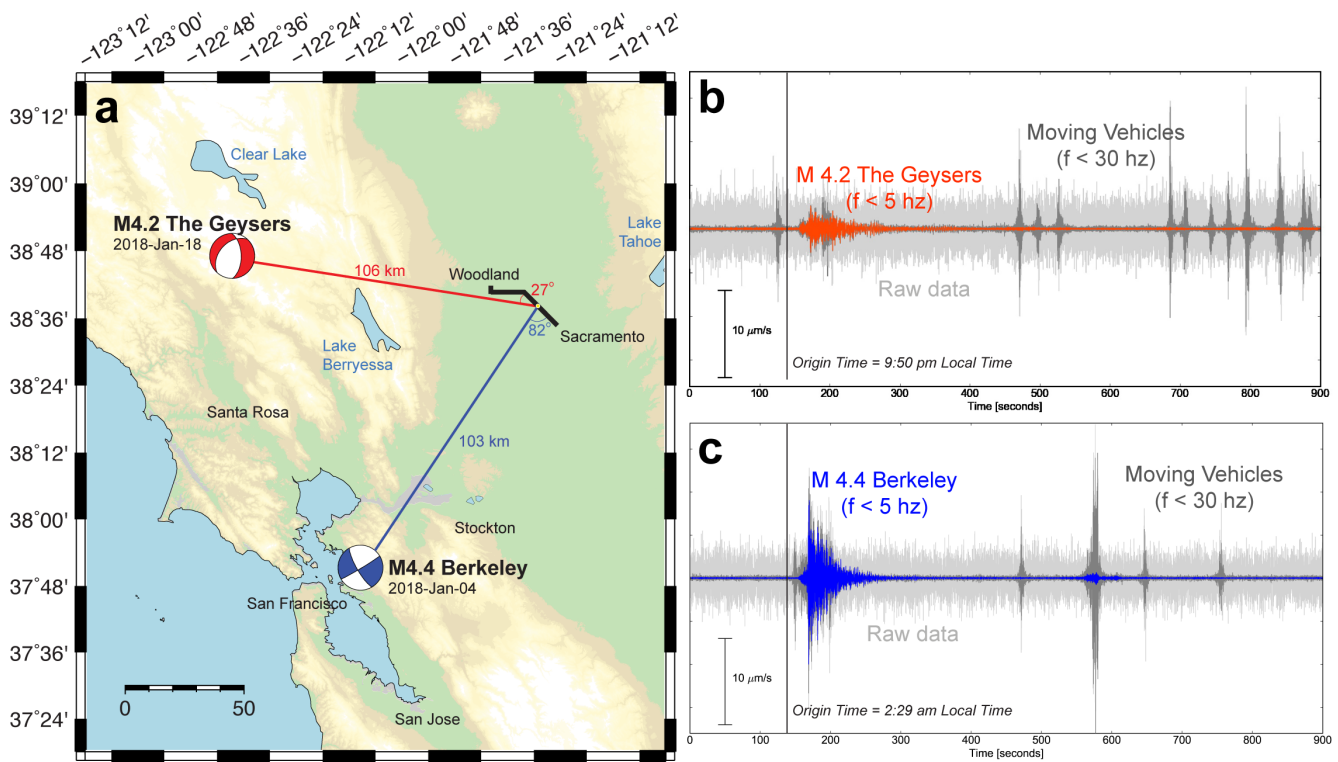 −123˚12'
−123˚00'
−122˚48'
−122˚36'
−122˚24'
−122˚12'
−122˚00'
−121˚48'
−121˚36'
−121˚24'
−121˚12'
a
39˚12'
39˚00'
38˚48'
38˚36'
38˚24'
38˚12'
38˚00'
37˚48'
37˚36'
37˚24'
Clear Lake
M4.2 The Geysers
2018-Jan-18
Lake
Tahoe
106 km
Woodland
27°
82°
Sacramento
Lake
Berryessa
Santa Rosa
103 km
Stockton
M4.4 Berkeley
2018-Jan-04
San Francisco
San Jose
0 50
b
Moving Vehicles
(f < 30 hz)
M 4.2 The Geysers
(f < 5 hz)
Raw data
10 μm/s
Origin Time = 9:50 pm Local Time
0 100 200 300 400 500 600 700 800 900
Time [seconds]
c
M 4.4 Berkeley
(f < 5 hz)
Moving Vehicles
(f < 30 hz)
Raw data
10 μm/s
Origin Time = 2:29 am Local Time
0 100 200 300 400 500 600 700 800 900
Time [seconds]